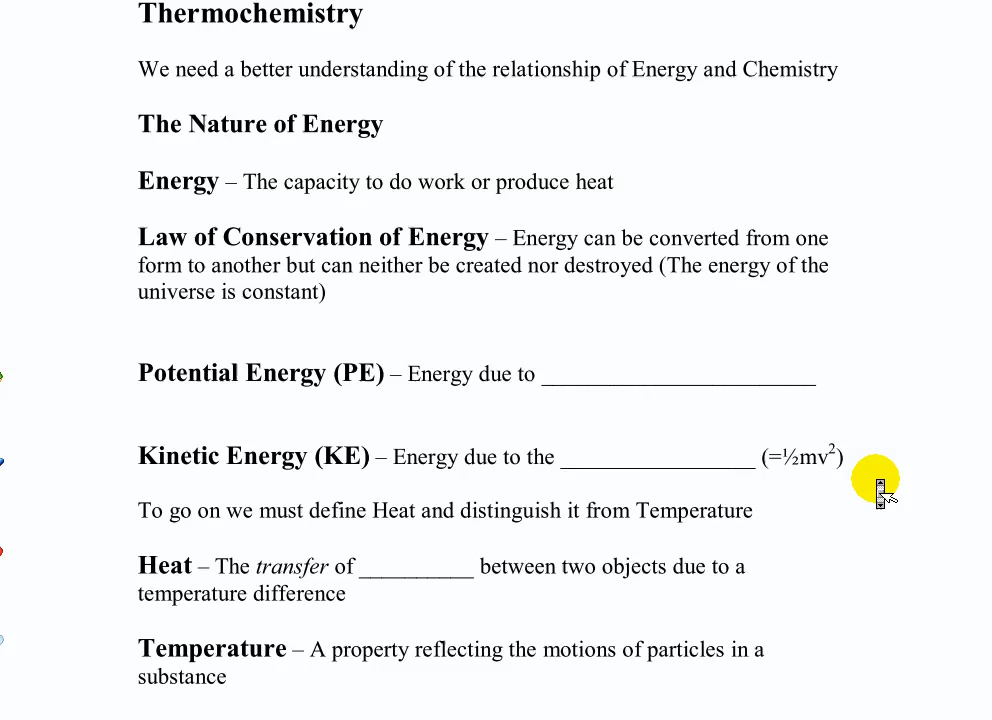 Thermochemistry
We need a better understanding of the relationship of Energy and Chemistry
The Nature of Energy
Energy – The capacity to do work or produce heat
Law of Conservation of Energy – Energy can be converted from one
form to another but can neither be created nor destroyed (The energy of the
universe is constant)
Potential Energy (PE) – Energy due to ________________________
Kinetic Energy (KE) – Energy due to the _________________ (=½mv²)
To go on we must define Heat and distinguish it from Temperature
Heat – The transfer of __________ between two objects due to a
temperature difference
Temperature – A property reflecting the motions of particles in a
substance